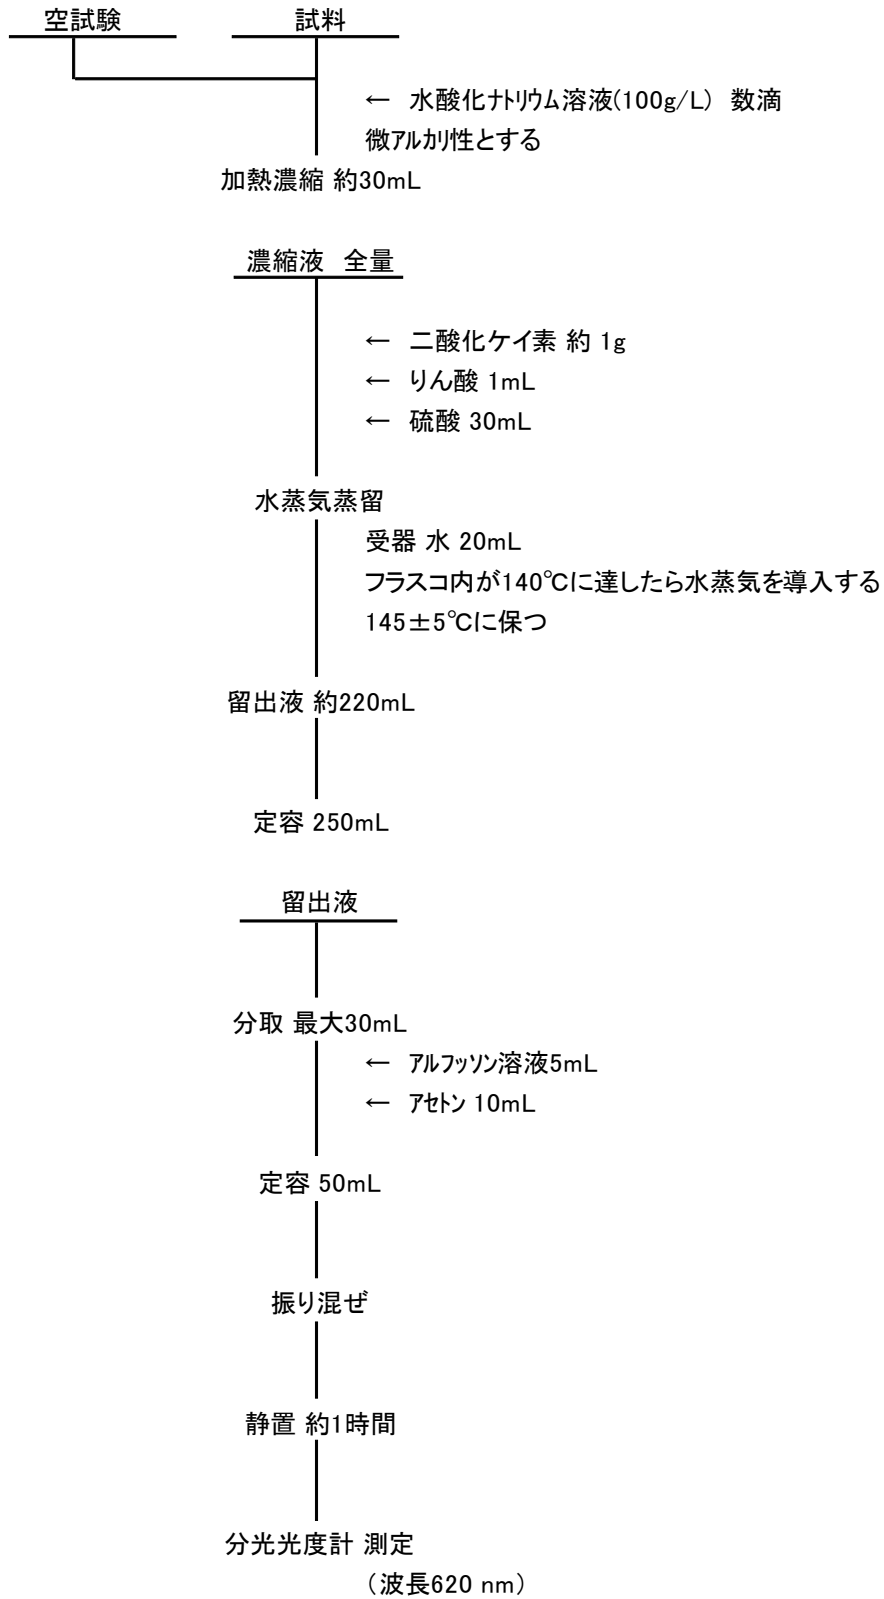 空試験 試料
← 水酸化ﾅﾄﾘｳﾑ溶液(100g/L) 数滴
微ｱﾙｶﾘ性とする
加熱濃縮 約30mL
濃縮液 全量
← 二酸化ケイ素 約 1g
← りん酸 1mL
← 硫酸 30mL
水蒸気蒸留
受器 水 20mL
フラスコ内が140℃に達したら水蒸気を導入する
145±5℃に保つ
留出液 約220mL
定容 250mL
留出液
分取 最大30mL
← ｱﾙﾌｯｿﾝ溶液5mL
← ｱｾﾄﾝ 10mL
定容 50mL
振り混ぜ
静置 約1時間
分光光度計 測定
（波長620 nm）